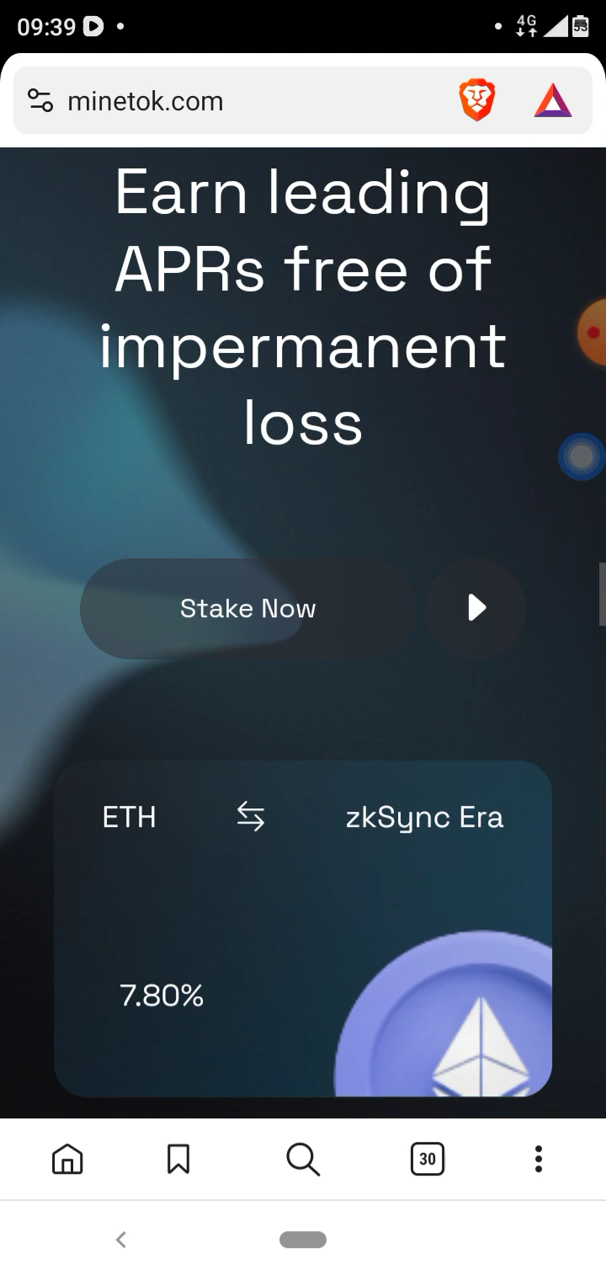 09:39
4G
55
minetok.com
Earn leading
APRs free of
impermanent
loss
Stake Now
ETH
zkSync Era
7.80%
30